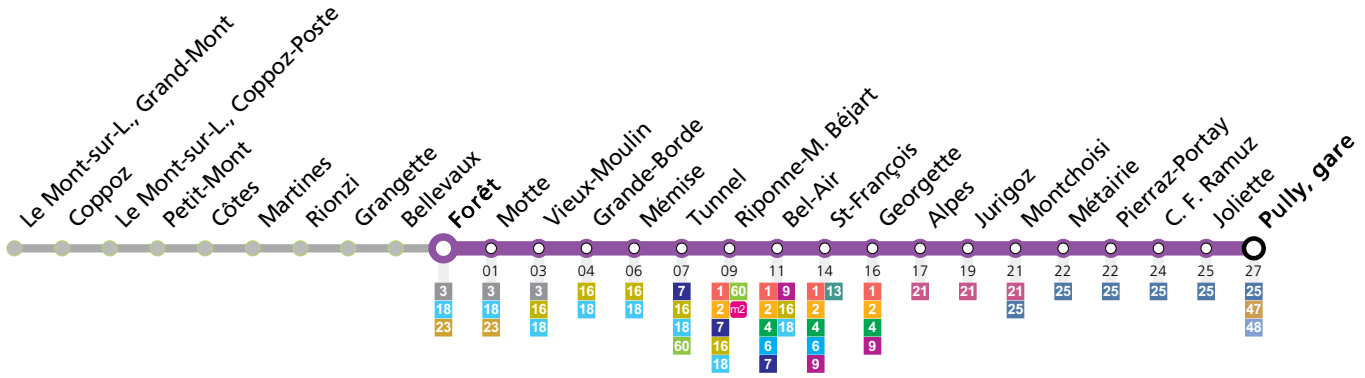 Le Mont-sur-L., Grand-Mont
Coppoz
Le Mont-sur-L., Coppoz-Poste
Petit-Mont
Côtes
Martines
Rionzi
Grangette
Bellevaux
Forêt
Motte
Vieux-Moulin
Grande-Borde
Mémise
Tunnel
Riponne-M. Béjart
Bel-Air
St-François
Georgette
Alpes
Jurigoz
Montchoisi
Métairie
Pierraz-Portay
C. F. Ramuz
Joliette
Pully, gare
01 03 04 06 07 09 11 14 16 17 19 21 22 22 24 25 27
3 3 3 16 16 7 1 60 1 9 1 13 1 21 21 21 25 25 25 25 25
18 18 16 18 18 16 2 m2 2 16 2 2 25 47
23 23 18 18 7 4 18 4 4 48
60 16 6 6 9
18 7 9